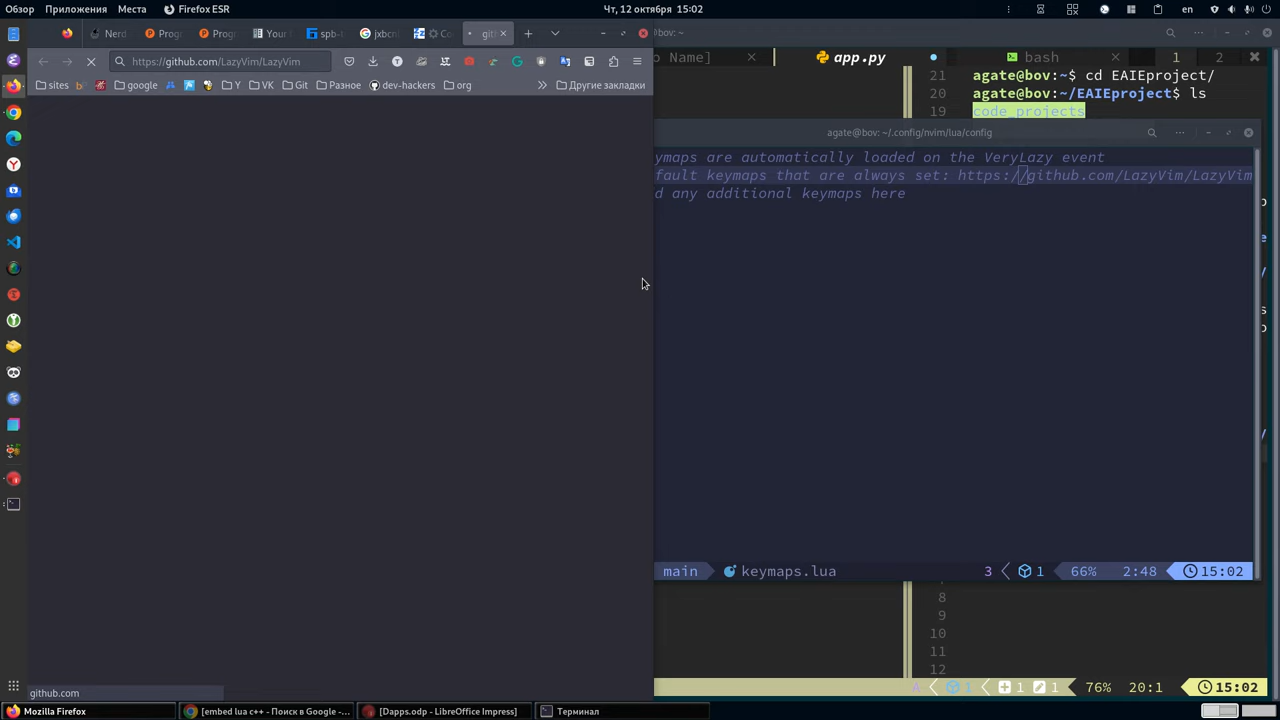 Обзор Приложения Места Firefox ESR
Чт, 12 октября 15:02
en
Nerd Prog Prog Your spb-t jxbcn Co gith
https://github.com/LazyVim/LazyVim
sites google Y VK Git Разное dev-hackers org Другие закладки
github.com
bov: ~
o Name] app.py bash 1 2
21 agate@bov:~$ cd EAIEproject/
20 agate@bov:~/EAIEproject$ ls
19 code_projects
agate@bov: ~/.config/nvim/lua/config
ymaps are automatically loaded on the VeryLazy event
fault keymaps that are always set: https://github.com/LazyVim/LazyVim
d any additional keymaps here
main keymaps.lua 3 1 66% 2:48 15:02
8
9
10
11
12
A 1 1 1 76% 20:1 15:02
Mozilla Firefox [embed lua c++ - Поиск в Google -... [Dapps.odp - LibreOffice Impress] Терминал